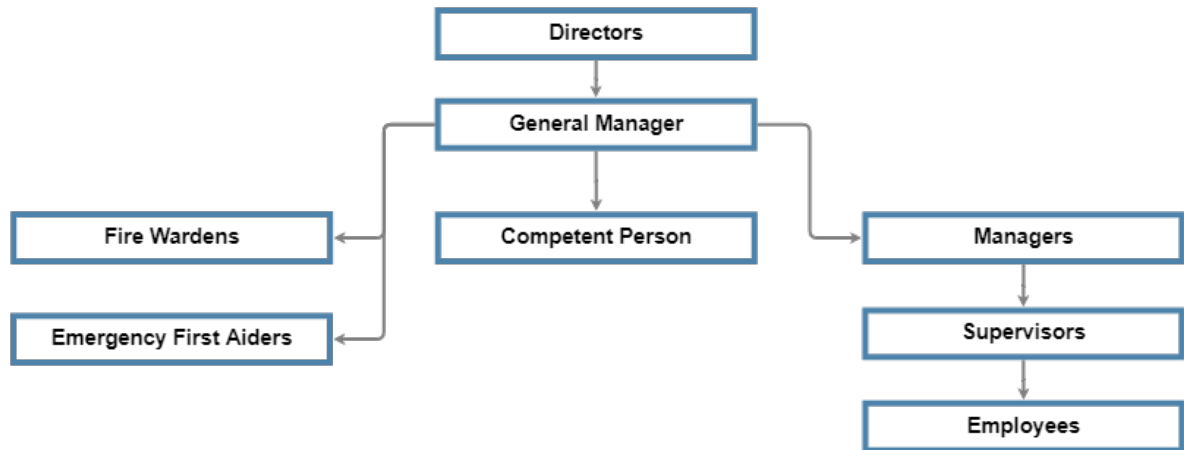 Directors
General Manager
Fire Wardens
Competent Person
Managers
Emergency First Aiders
Supervisors
Employees